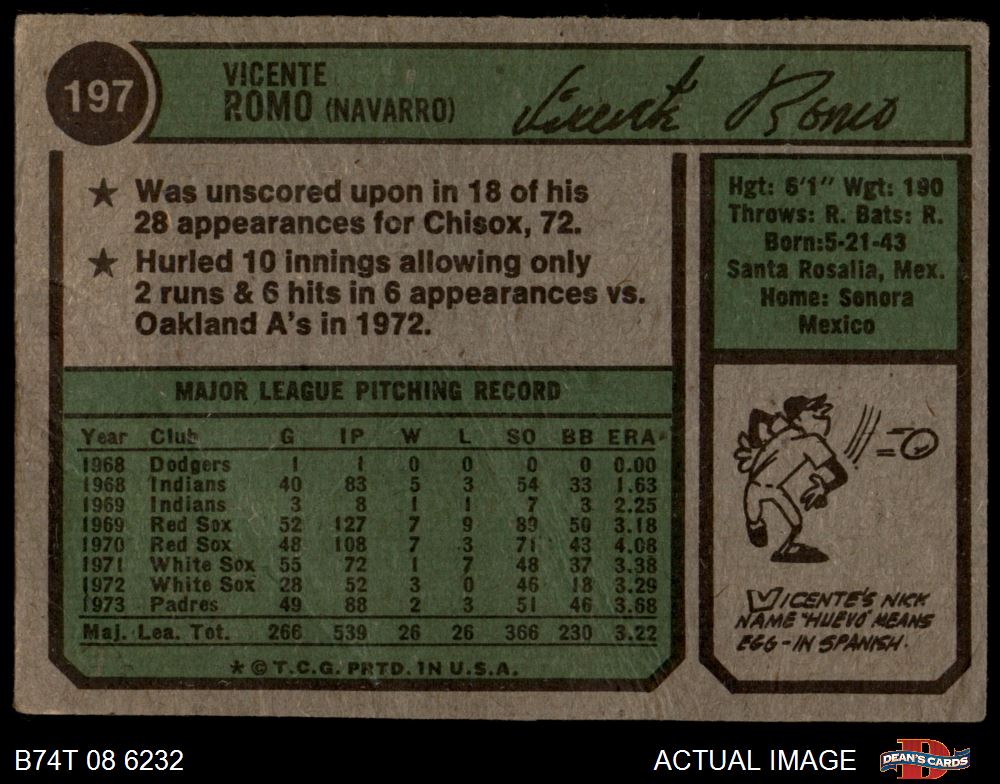 197
VICENTE
ROMO (NAVARRO)
Vicente Romo
★ Was unscored upon in 18 of his
28 appearances for Chisox, 72.
★ Hurled 10 innings allowing only
2 runs & 6 hits in 6 appearances vs.
Oakland A's in 1972.
Hgt: 6'1" Wgt: 190
Throws: R. Bats: R.
Born:5-21-43
Santa Rosalia, Mex.
Home: Sonora
Mexico
MAJOR LEAGUE PITCHING RECORD
Year Club G IP W L SO BB ERA
1968 Dodgers 1 1 0 0 0 0 0.00
1968 Indians 40 83 5 3 54 33 1.63
1969 Indians 3 8 1 1 7 3 2.25
1969 Red Sox 52 127 7 9 89 50 3.18
1970 Red Sox 48 108 7 3 71 43 4.08
1971 White Sox 55 72 1 7 48 37 3.38
1972 White Sox 28 52 3 0 46 18 3.29
1973 Padres 49 88 2 3 51 46 3.68
Maj. Lea. Tot. 266 539 26 26 366 230 3.22
★ © T.C.G. PRTD. IN U.S.A.
VICENTE'S NICK
NAME "HUEVO" MEANS
EGG - IN SPANISH.
B74T 08 6232
ACTUAL IMAGE
D
DEAN'S CARDS